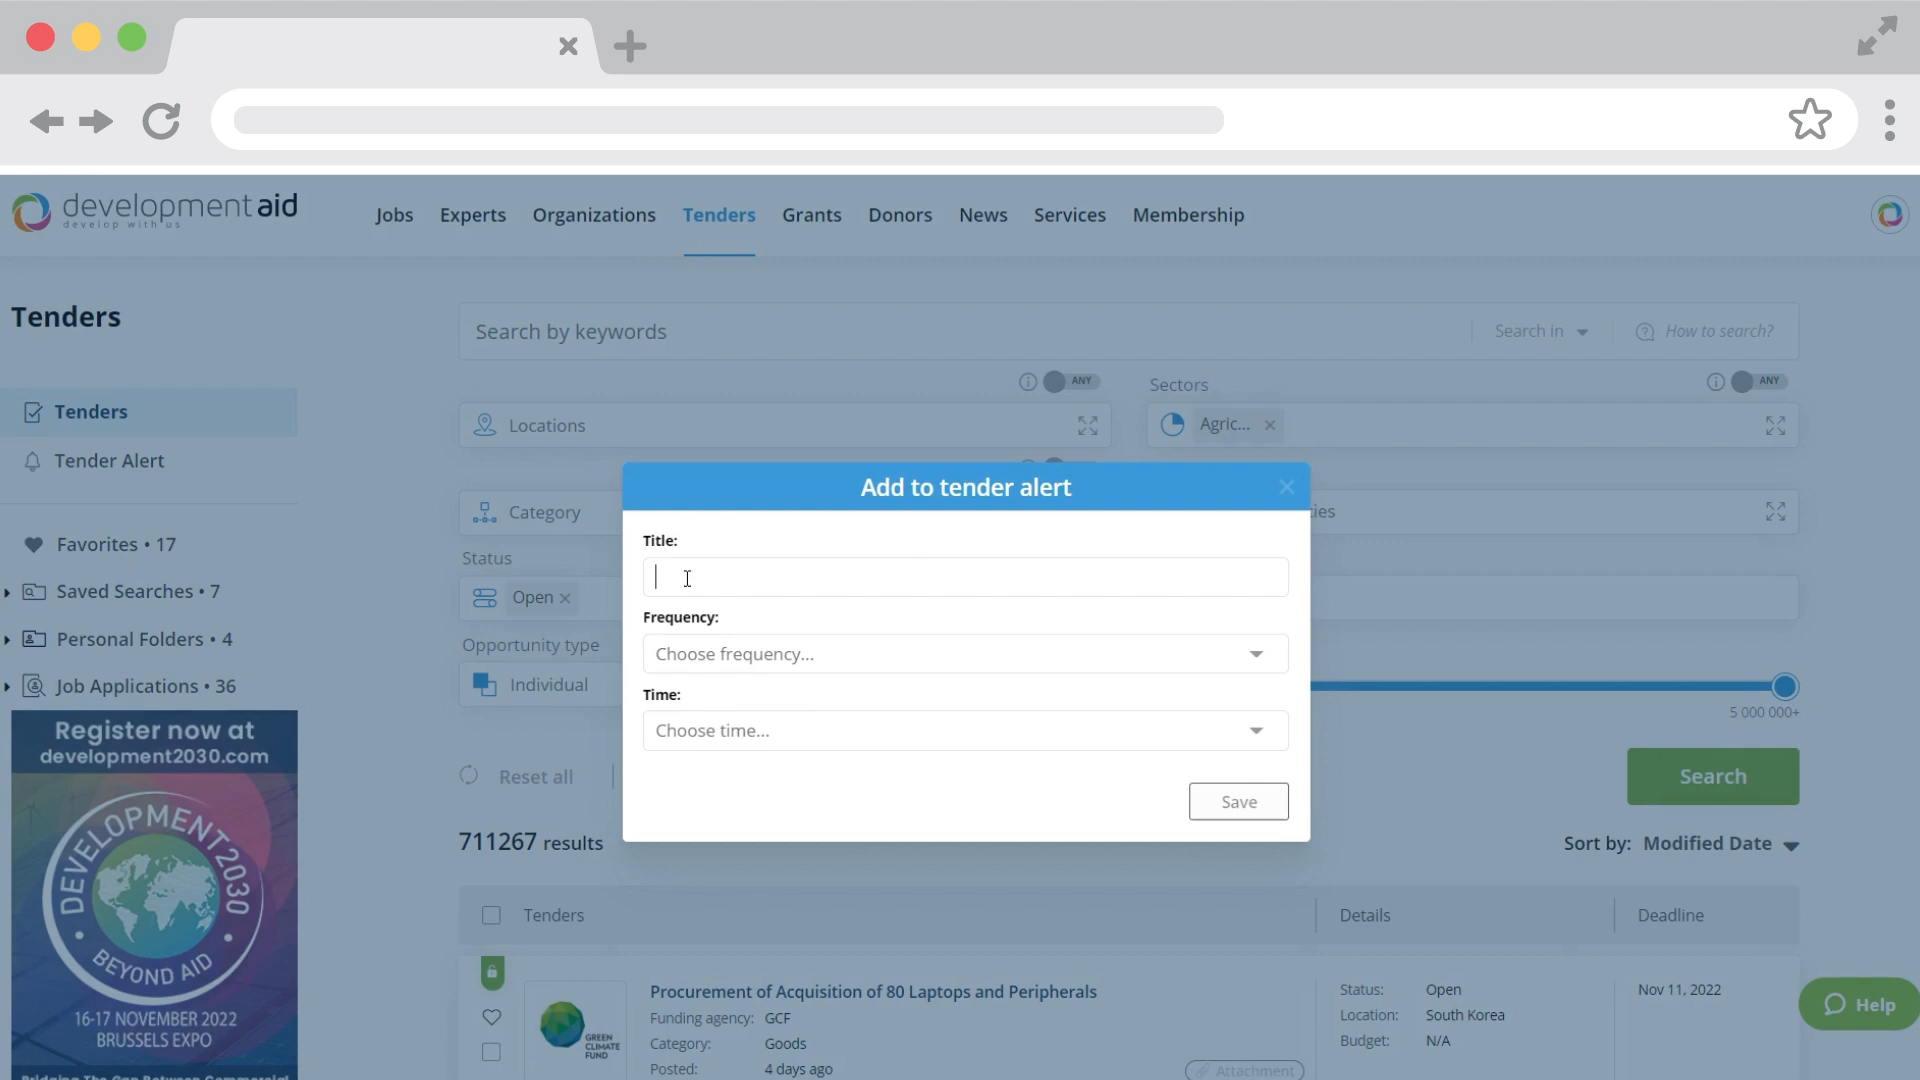 development aid
develop with us
Jobs Experts Organizations Tenders Grants Donors News Services Membership
Tenders
Search by keywords
Search in
How to search?
ANY
Sectors
ANY
Tenders
Locations
Agric...
Tender Alert
Add to tender alert
Category
Title:
Favorites • 17
Status
Saved Searches • 7
Open
Frequency:
Personal Folders • 4
Opportunity type
Choose frequency...
Job Applications • 36
Individual
Time:
5 000 000+
Choose time...
Register now at
development2030.com
Reset all
Save
Search
711267 results
Sort by: Modified Date
DEVELOPMENT2030
BEYOND AID
16-17 NOVEMBER 2022
BRUSSELS EXPO
Tenders
Details
Deadline
Procurement of Acquisition of 80 Laptops and Peripherals
Funding agency: GCF
Category: Goods
Posted: 4 days ago
GREEN
CLIMATE
FUND
Attachment
Status: Open
Location: South Korea
Budget: N/A
Nov 11, 2022
Help